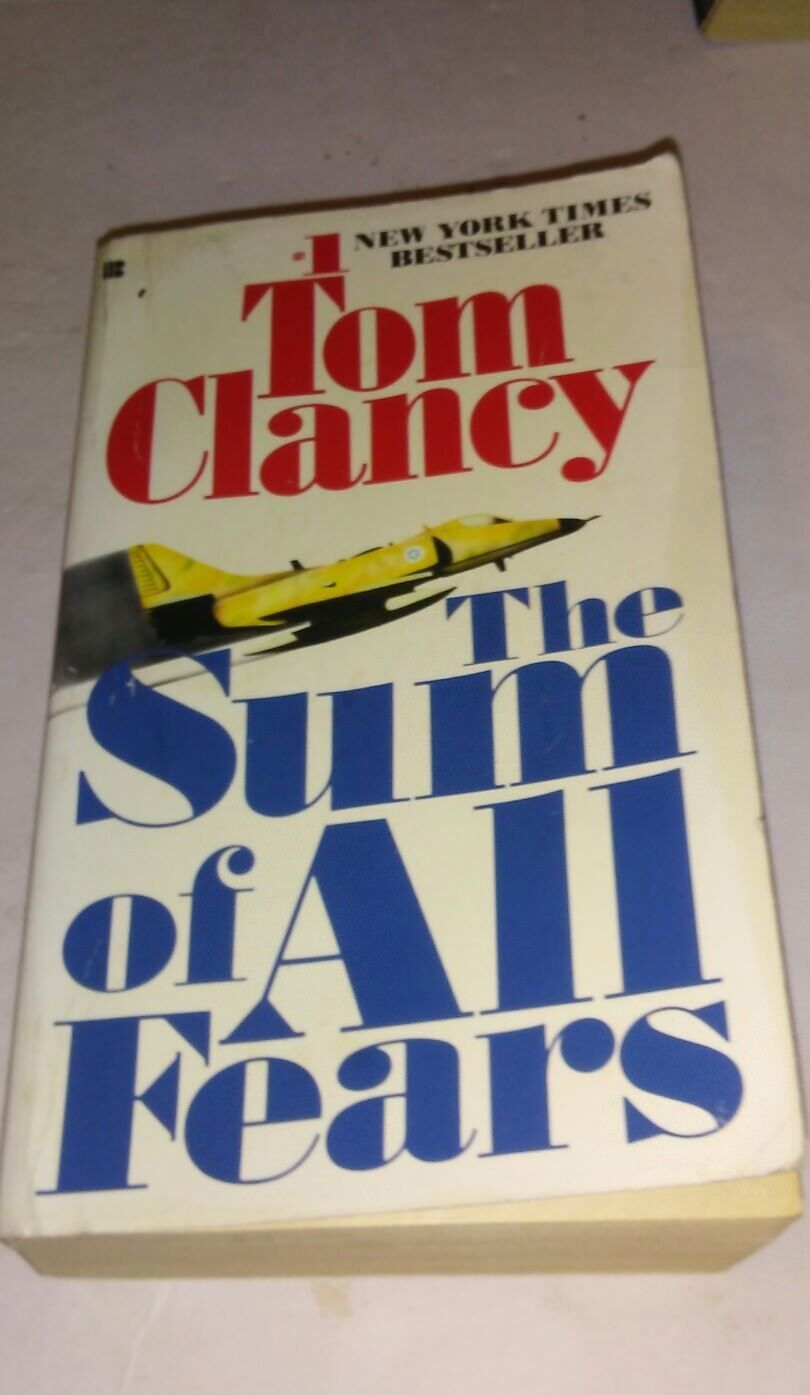 #1 NEW YORK TIMES
BESTSELLER
Tom
Clancy
The
Sum
of All
Fears